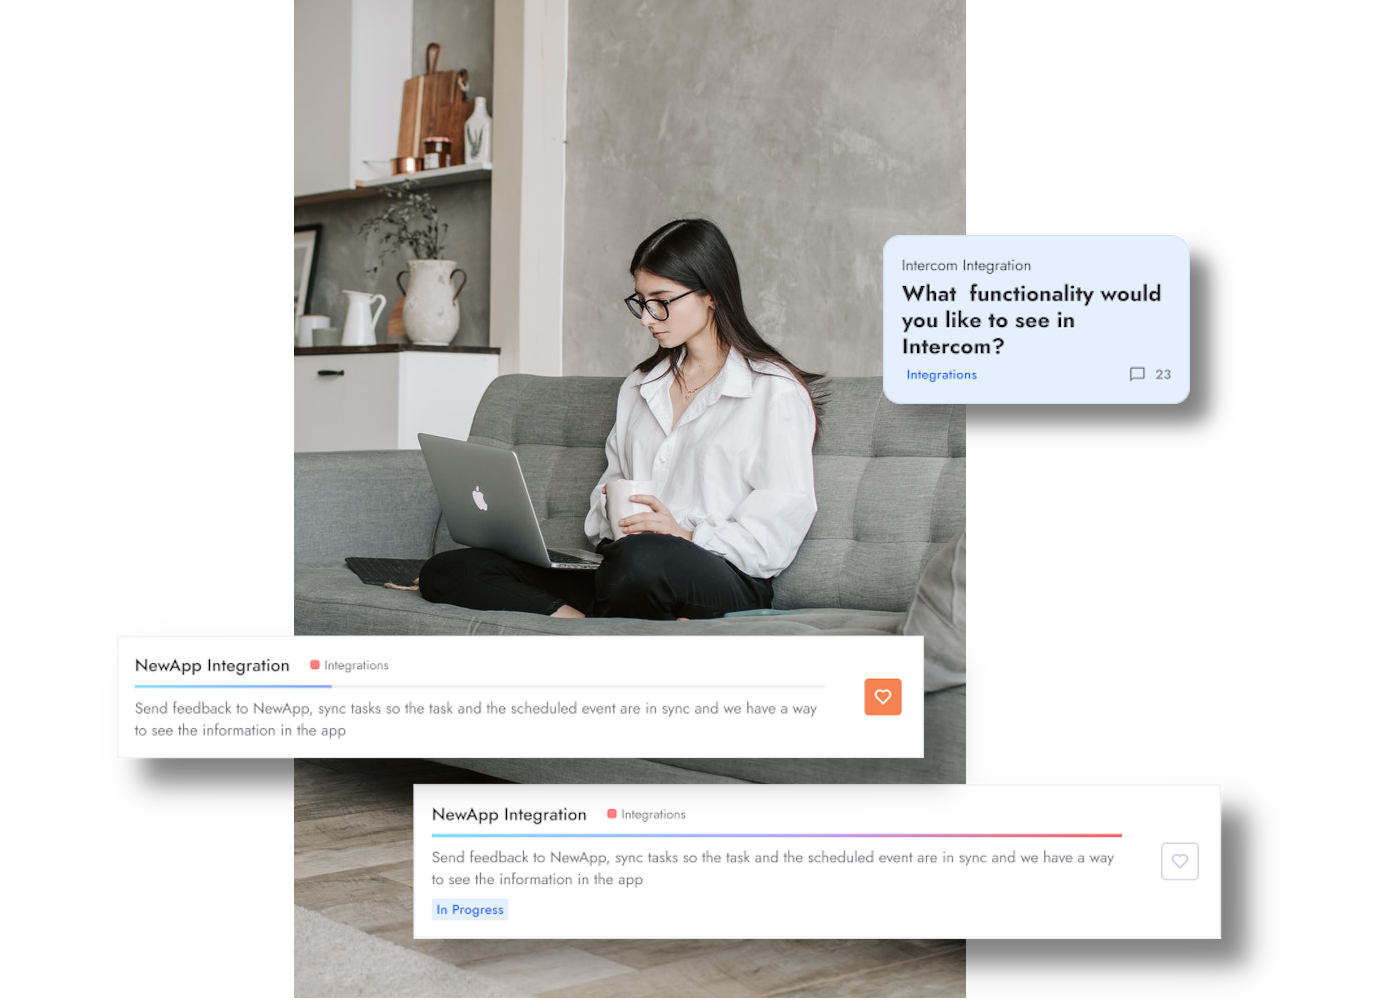 Intercom Integration
What functionality would
you like to see in
Intercom?
Integrations 23
NewApp Integration Integrations
Send feedback to NewApp, sync tasks so the task and the scheduled event are in sync and we have a way
to see the information in the app
NewApp Integration Integrations
Send feedback to NewApp, sync tasks so the task and the scheduled event are in sync and we have a way
to see the information in the app
In Progress